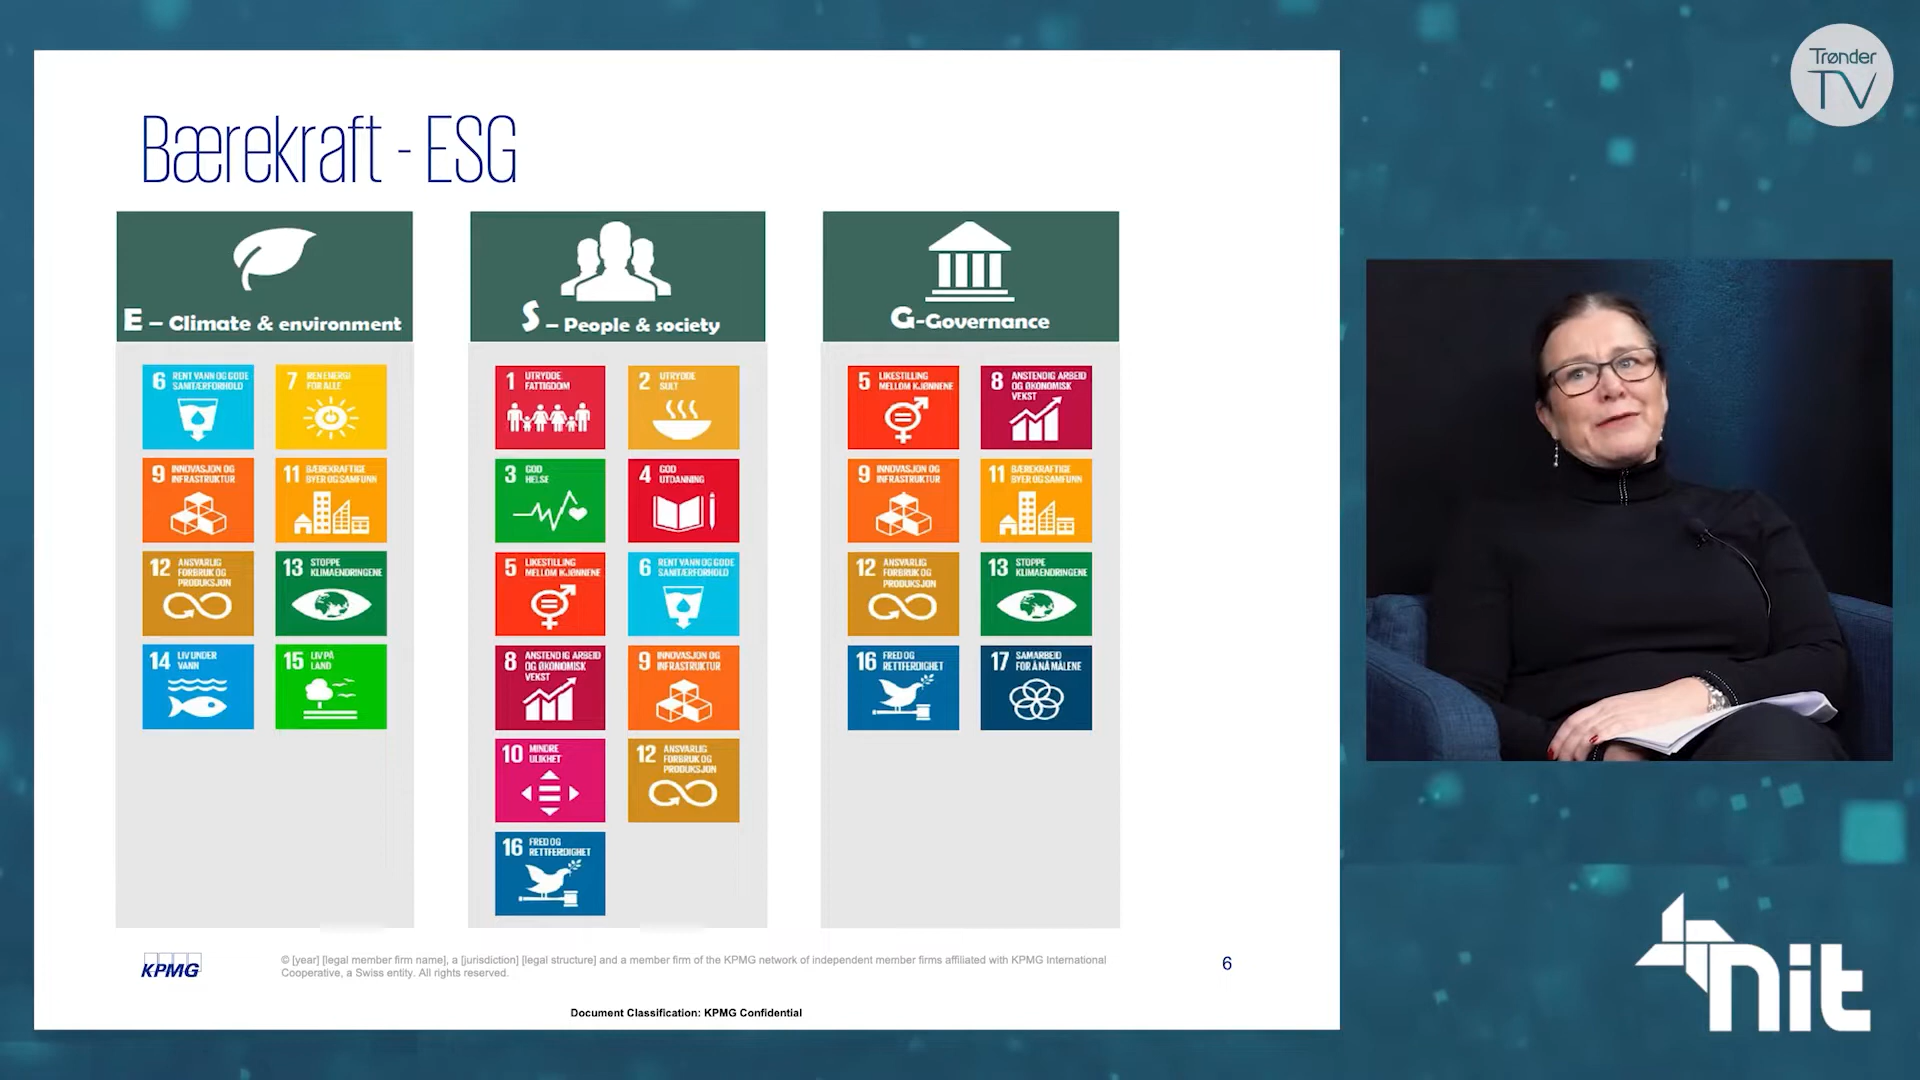 Trønder
TV
Bærekraft - ESG
E – Climate & environment
6 RENT VANN OG GODE
SANITÆRFORHOLD
7 REN ENERGI
FOR ALLE
9 INNOVASJON OG
INFRASTRUKTUR
11 BÆREKRAFTIGE
BYER OG SAMFUNN
12 ANSVARLIG
FORBRUK OG
PRODUKSJON
13 STOPPE
KLIMAENDRINGENE
14 LIV UNDER
VANN
15 LIV PÅ
LAND
S – People & society
1 UTRYDDE
FATTIGDOM
2 UTRYDDE
SULT
3 GOD
HELSE
4 GOD
UTDANNING
5 LIKESTILLING
MELLOM KJØNNENE
6 RENT VANN OG GODE
SANITÆRFORHOLD
8 ANSTENDIG ARBEID
OG ØKONOMISK
VEKST
9 INNOVASJON OG
INFRASTRUKTUR
10 MINDRE
ULIKHET
12 ANSVARLIG
FORBRUK OG
PRODUKSJON
16 FRED OG
RETTFERDIGHET
G-Governance
5 LIKESTILLING
MELLOM KJØNNENE
8 ANSTENDIG ARBEID
OG ØKONOMISK
VEKST
9 INNOVASJON OG
INFRASTRUKTUR
11 BÆREKRAFTIGE
BYER OG SAMFUNN
12 ANSVARLIG
FORBRUK OG
PRODUKSJON
13 STOPPE
KLIMAENDRINGENE
16 FRED OG
RETTFERDIGHET
17 SAMARBEID
FOR Å NÅ MÅLENE
KPMG
© [year] [legal member firm name], a [jurisdiction] [legal structure] and a member firm of the KPMG network of independent member firms affiliated with KPMG International
Cooperative, a Swiss entity. All rights reserved.
6
Document Classification: KPMG Confidential
nit